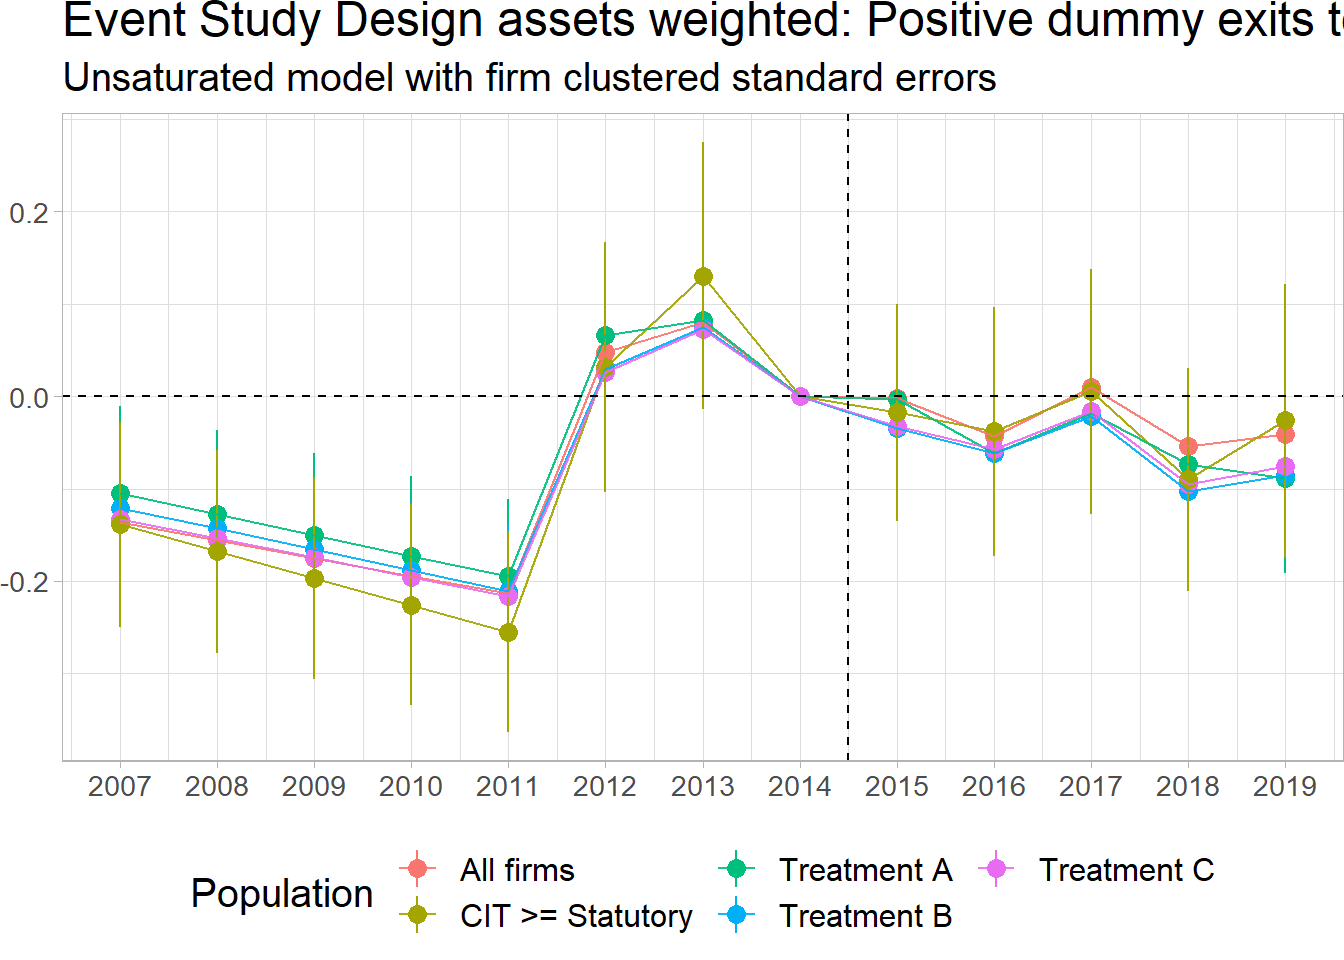 Event Study Design assets weighted: Positive dummy exits
Unsaturated model with firm clustered standard errors
0.2
0.0
-0.2
2007 2008 2009 2010 2011 2012 2013 2014 2015 2016 2017 2018 2019
Population
All firms
Treatment A
Treatment C
CIT >= Statutory
Treatment B